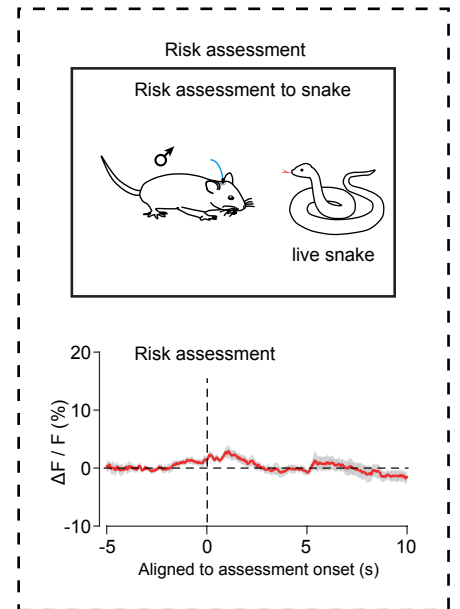 Risk assessment
Risk assessment to snake
♂
live snake
Risk assessment
20
10
0
-10
ΔF / F (%)
-5
0
5
10
Aligned to assessment onset (s)